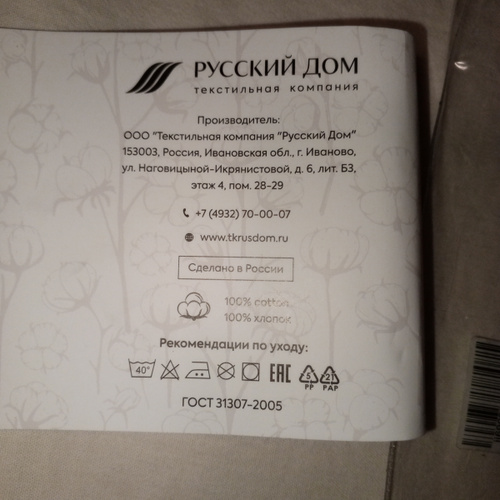 РУССКИЙ ДОМ
текстильная компания
Производитель:
ООО "Текстильная компания "Русский Дом"
153003, Россия, Ивановская обл., г. Иваново,
ул. Наговицыной-Икрянистовой, д. 6, лит. Б3,
этаж 4, пом. 28-29
+7 (4932) 70-00-07
www.tkrusdom.ru
Сделано в России
100% cotton
100% хлопок
Рекомендации по уходу:
40° EAC 5 21
PP PAP
ГОСТ 31307-2005